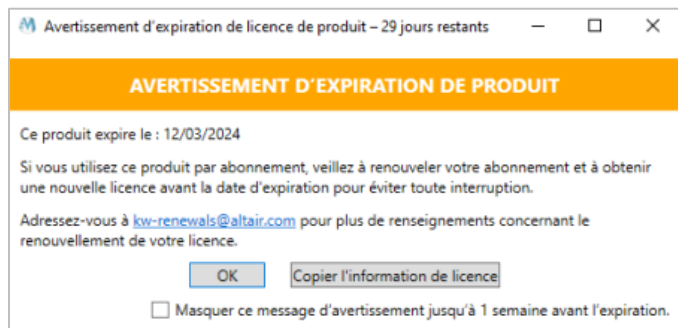 Avertissement d'expiration de licence de produit – 29 jours restants
AVERTISSEMENT D'EXPIRATION DE PRODUIT
Ce produit expire le : 12/03/2024
Si vous utilisez ce produit par abonnement, veillez à renouveler votre abonnement et à obtenir
une nouvelle licence avant la date d'expiration pour éviter toute interruption.
Adressez-vous à kw-renewals@altair.com pour plus de renseignements concernant le
renouvellement de votre licence.
OK Copier l'information de licence
Masquer ce message d'avertissement jusqu'à 1 semaine avant l'expiration.